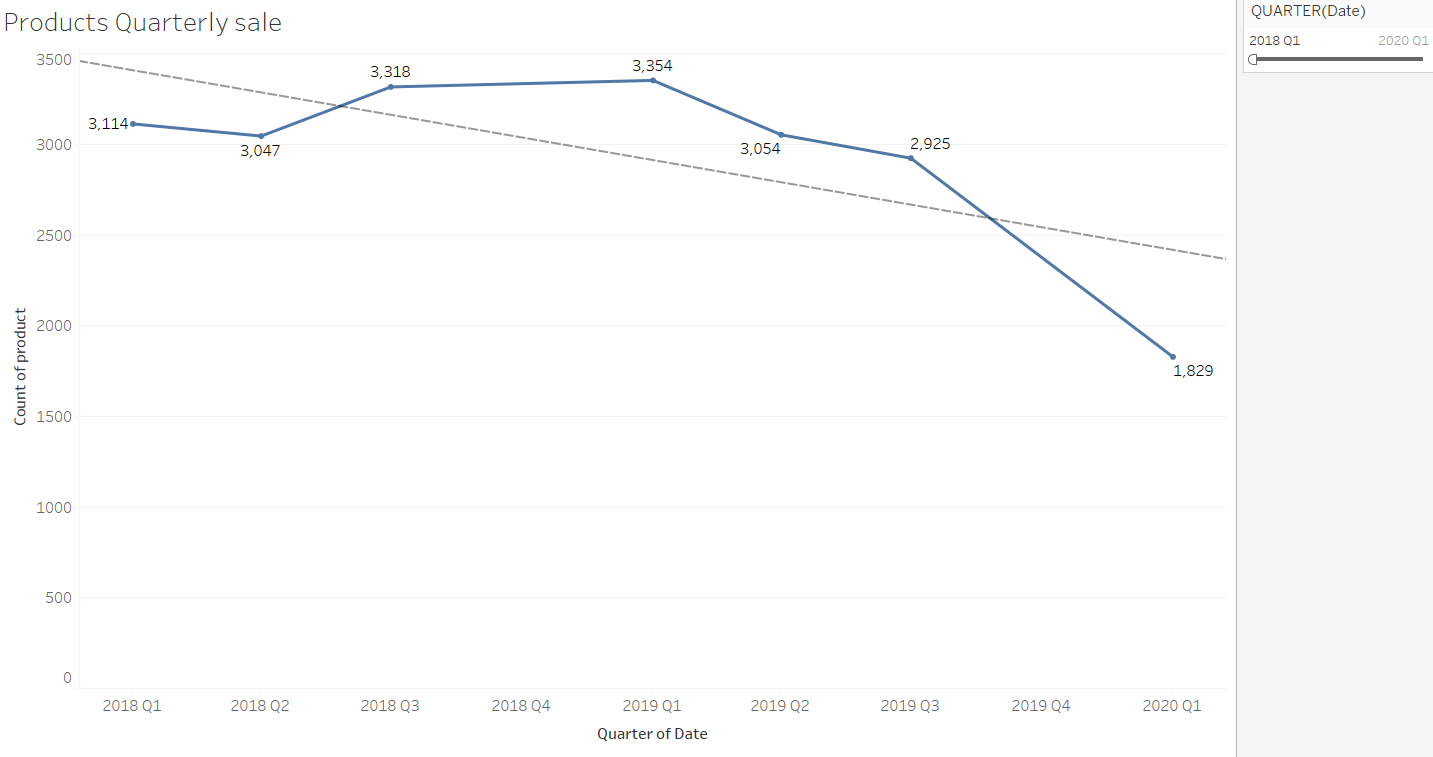 Products Quarterly sale
QUARTER(Date)
2018 Q1 2020 Q1
3500
3000
2500
2000
1500
1000
500
0
Count of product
3,114
3,047
3,318
3,354
3,054
2,925
1,829
2018 Q1 2018 Q2 2018 Q3 2018 Q4 2019 Q1 2019 Q2 2019 Q3 2019 Q4 2020 Q1
Quarter of Date